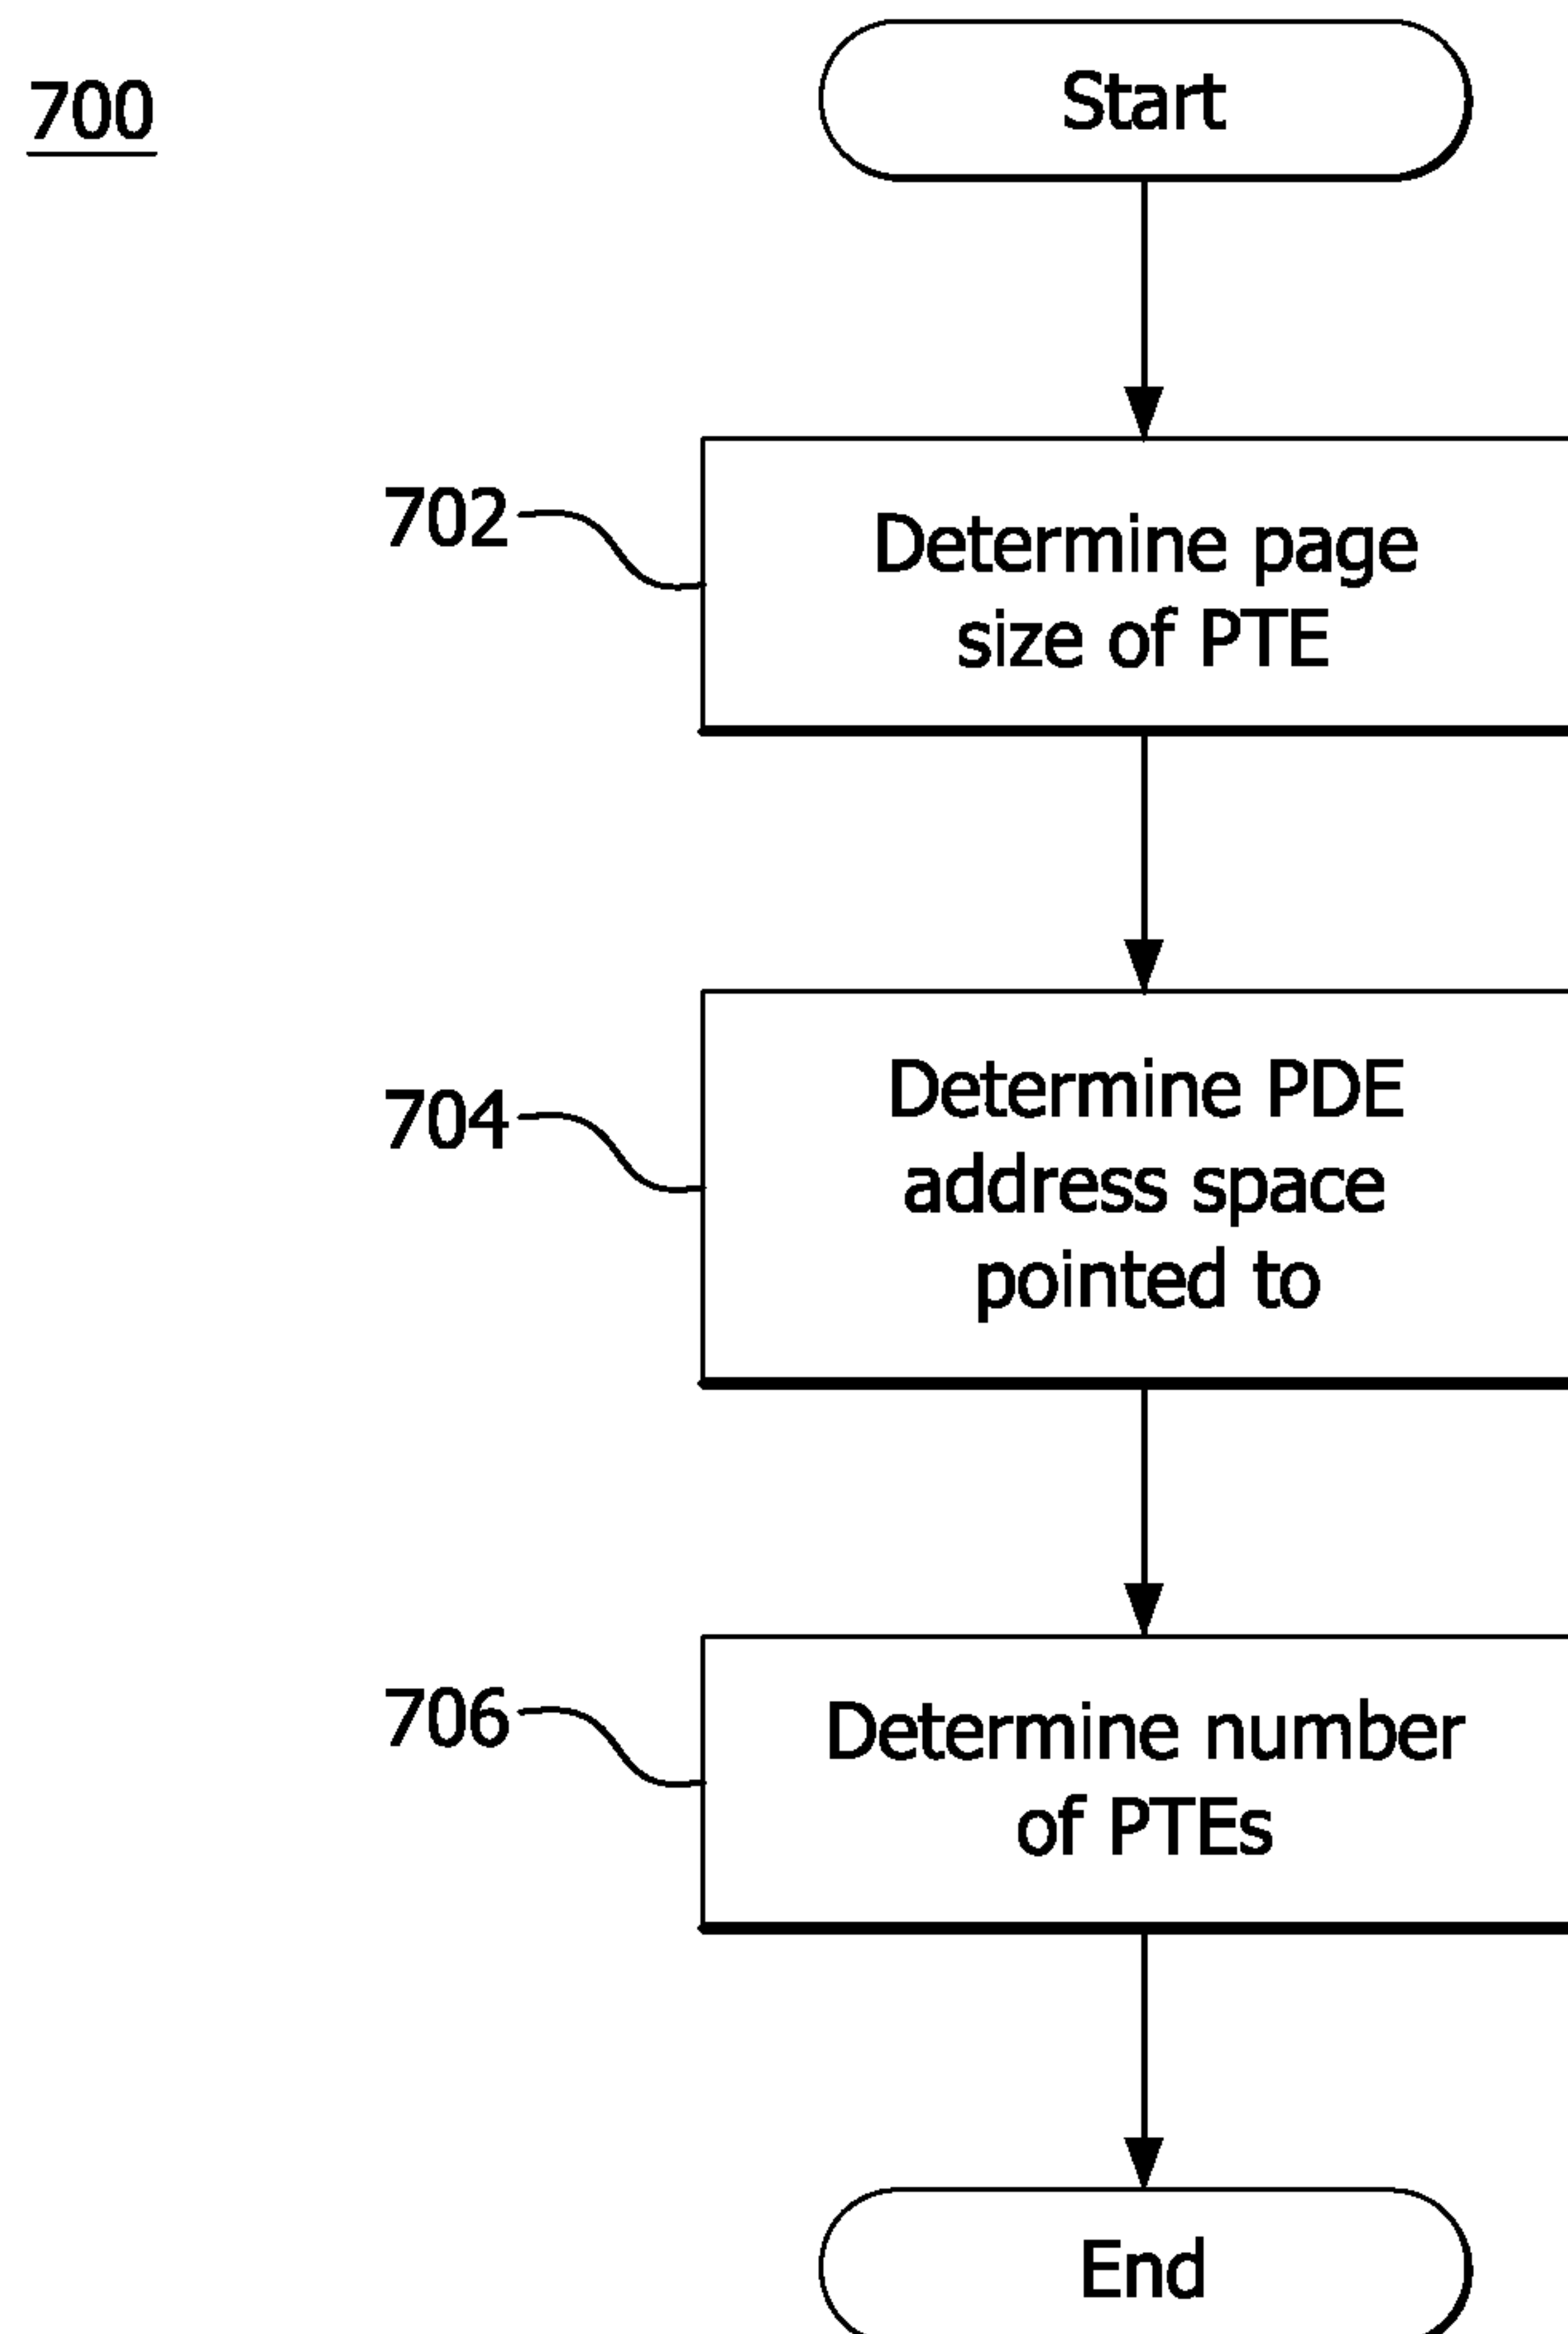 700
Start
702
Determine page
size of PTE
704
Determine PDE
address space
pointed to
706
Determine number
of PTEs
End